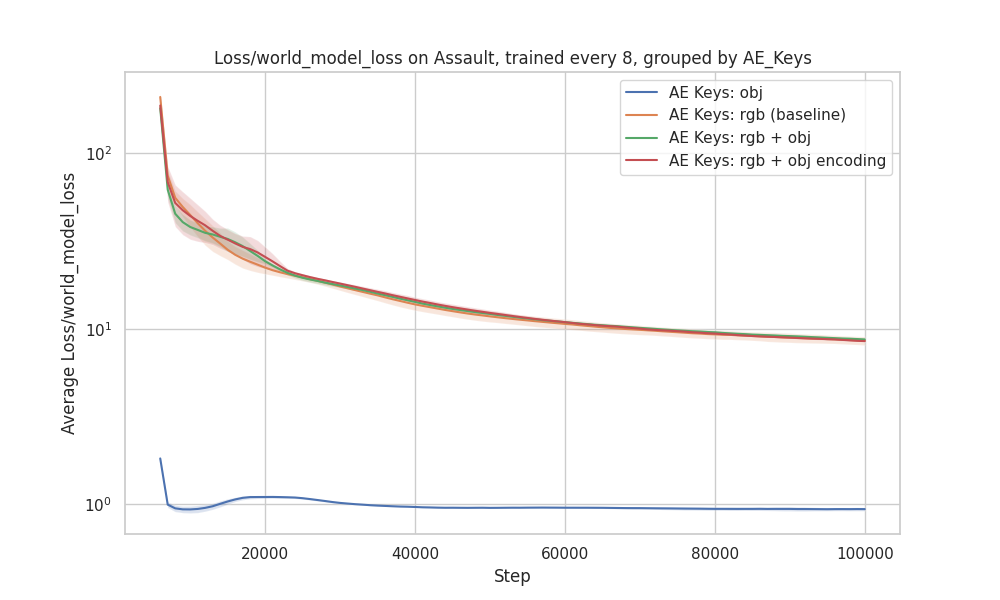 Loss/world_model_loss on Assault, trained every 8, grouped by AE_Keys
AE Keys: obj
AE Keys: rgb (baseline)
AE Keys: rgb + obj
AE Keys: rgb + obj encoding
Average Loss/world_model_loss
10²
10¹
10⁰
20000 40000 60000 80000 100000
Step